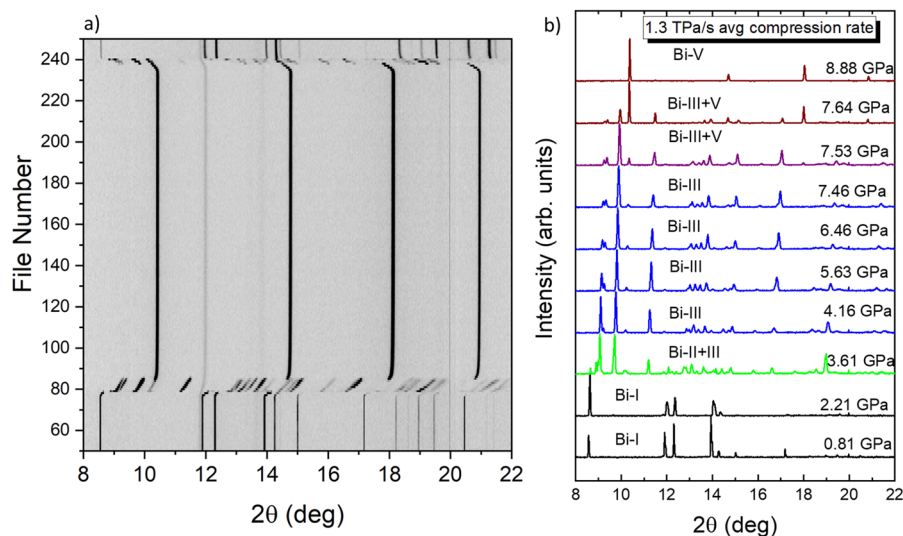 a)
240
220
200
180
160
140
120
100
80
60
File Number
8 10 12 14 16 18 20 22
2θ (deg)
b)
1.3 TPa/s avg compression rate
Bi-V
8.88 GPa
Bi-III+V
7.64 GPa
Bi-III+V
7.53 GPa
Bi-III
7.46 GPa
Bi-III
6.46 GPa
Bi-III
5.63 GPa
Bi-III
4.16 GPa
Bi-II+III
3.61 GPa
Bi-I
2.21 GPa
Bi-I
0.81 GPa
Intensity (arb. units)
8 10 12 14 16 18 20 22
2θ (deg)